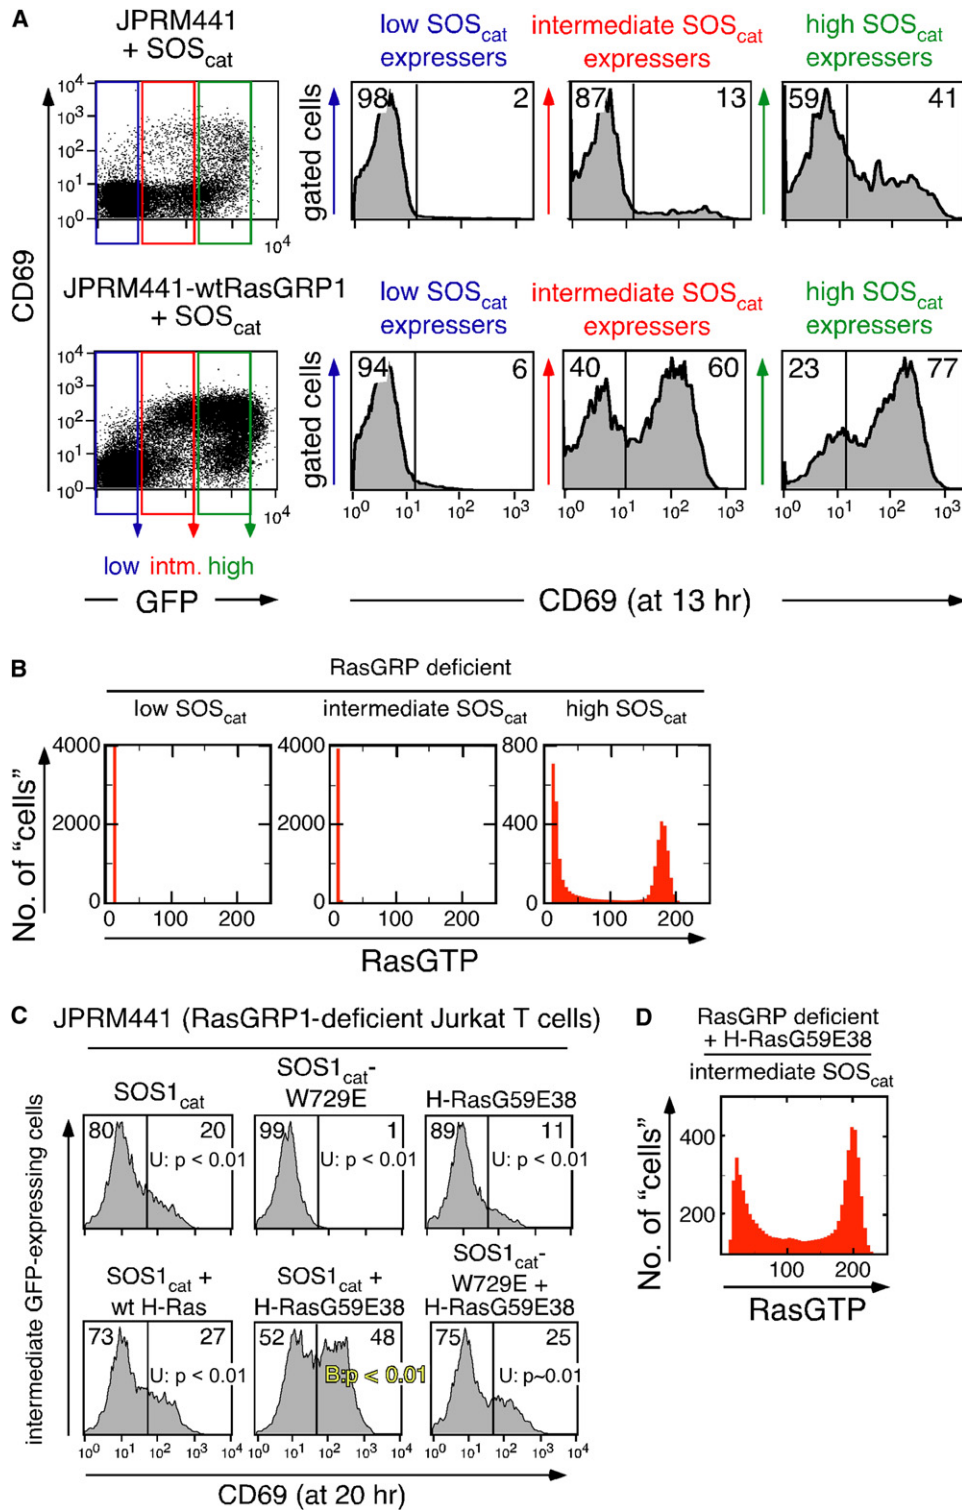 A
JPRM441
+ SOScat
low SOScat
expressers
intermediate SOScat
expressers
high SOScat
expressers
10^4
10^3
10^2
10^1
10^0
10^4
CD69
gated cells
98 2
87 13
59 41
JPRM441-wtRasGRP1
+ SOScat
low SOScat
expressers
intermediate SOScat
expressers
high SOScat
expressers
10^4
10^3
10^2
10^1
10^0
10^4
gated cells
94 6
40 60
23 77
10^0 10^1 10^2 10^3
10^1 10^2 10^3
10^0 10^1 10^2 10^3
low intm. high
GFP
CD69 (at 13 hr)
B
RasGRP deficient
low SOScat
intermediate SOScat
high SOScat
No. of “cells”
4000
2000
0
0 100 200
4000
2000
0
0 100 200
800
400
0
0 100 200
RasGTP
C
JPRM441 (RasGRP1-deficient Jurkat T cells)
intermediate GFP-expressing cells
SOS1cat
80 20
U: p < 0.01
SOS1cat-
W729E
99 1
U: p < 0.01
H-RasG59E38
89 11
U: p < 0.01
SOS1cat +
wt H-Ras
73 27
U: p < 0.01
SOS1cat +
H-RasG59E38
52 48
B:p < 0.01
SOS1cat-
W729E +
H-RasG59E38
75 25
U: p~0.01
10^0 10^1 10^2 10^3 10^4
10^0 10^1 10^2 10^3 10^4
10^0 10^1 10^2 10^3 10^4
CD69 (at 20 hr)
D
RasGRP deficient
+ H-RasG59E38
intermediate SOScat
No. of “cells”
400
200
100 200
RasGTP